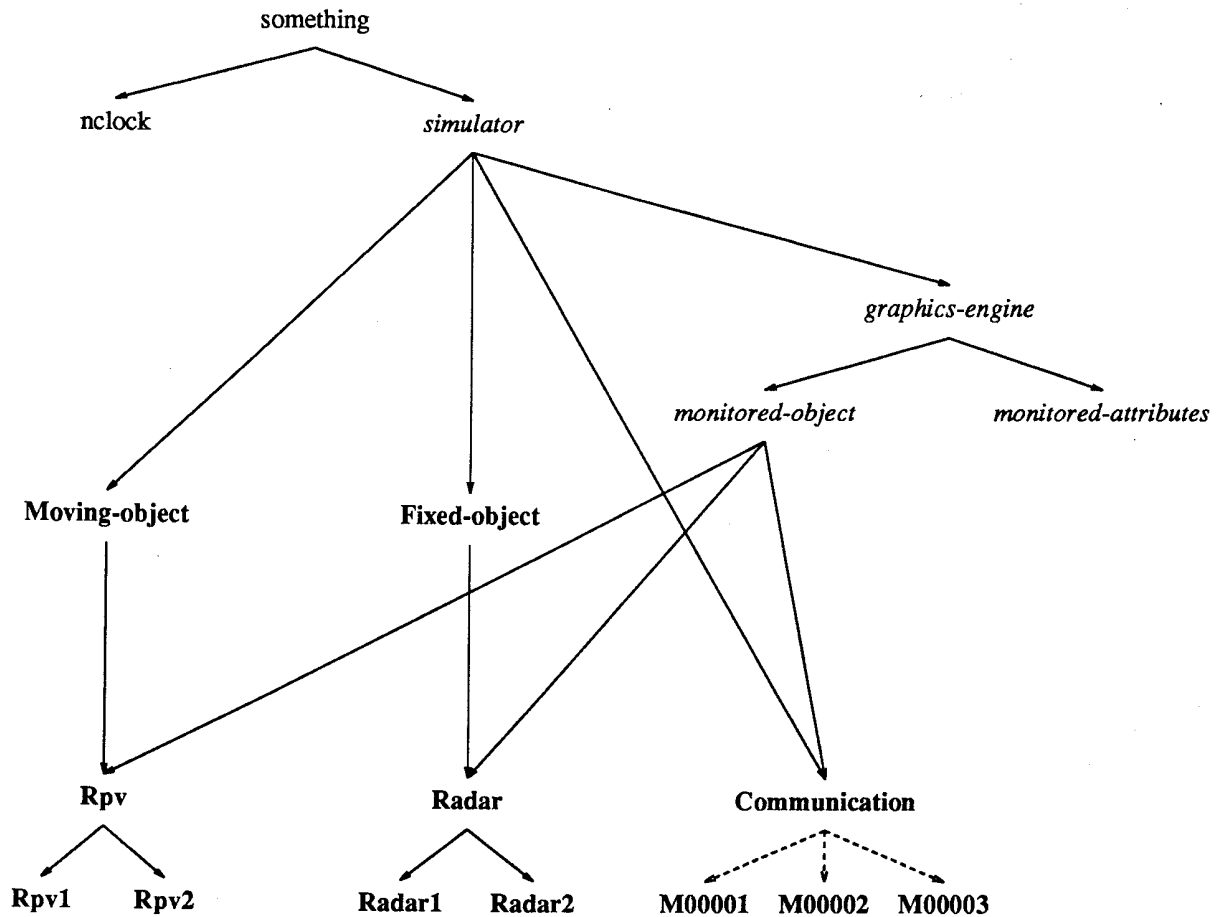 something
nclock
simulator
graphics-engine
monitored-object
monitored-attributes
Moving-object
Fixed-object
Rpv
Radar
Communication
Rpv1
Rpv2
Radar1
Radar2
M00001
M00002
M00003